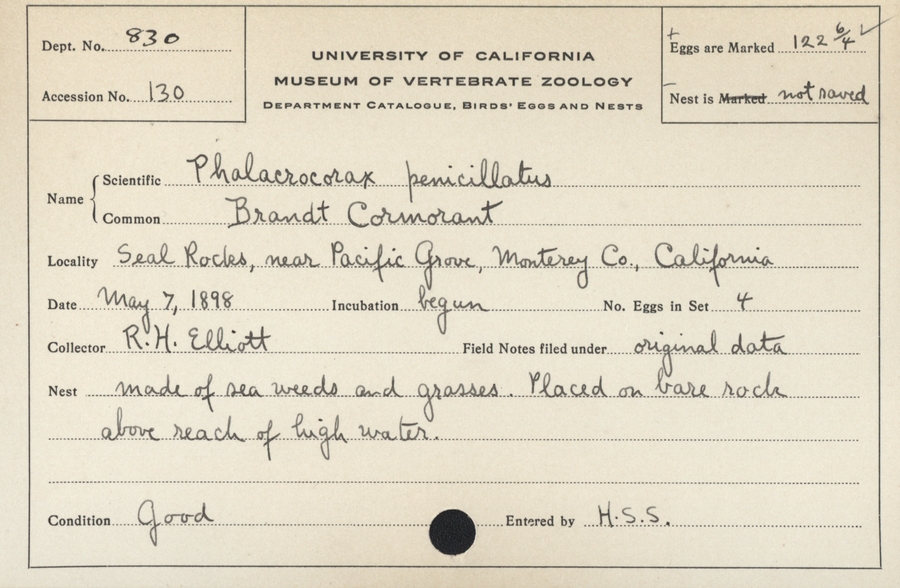 Dept. No. 830
Accession No. 130
UNIVERSITY OF CALIFORNIA
MUSEUM OF VERTEBRATE ZOOLOGY
DEPARTMENT CATALOGUE, BIRDS' EGGS AND NESTS
+ Eggs are Marked 122 6/4 ✓
– Nest is Marked not saved
Name
Scientific Phalacrocorax penicillatus
Common Brandt Cormorant
Locality Seal Rocks, near Pacific Grove, Monterey Co., California
Date May 7, 1898 Incubation begun No. Eggs in Set 4
Collector R.H. Elliott Field Notes filed under original data
Nest made of sea weeds and grasses. Placed on bare rock
above reach of high water.
Condition Good Entered by H.S.S.